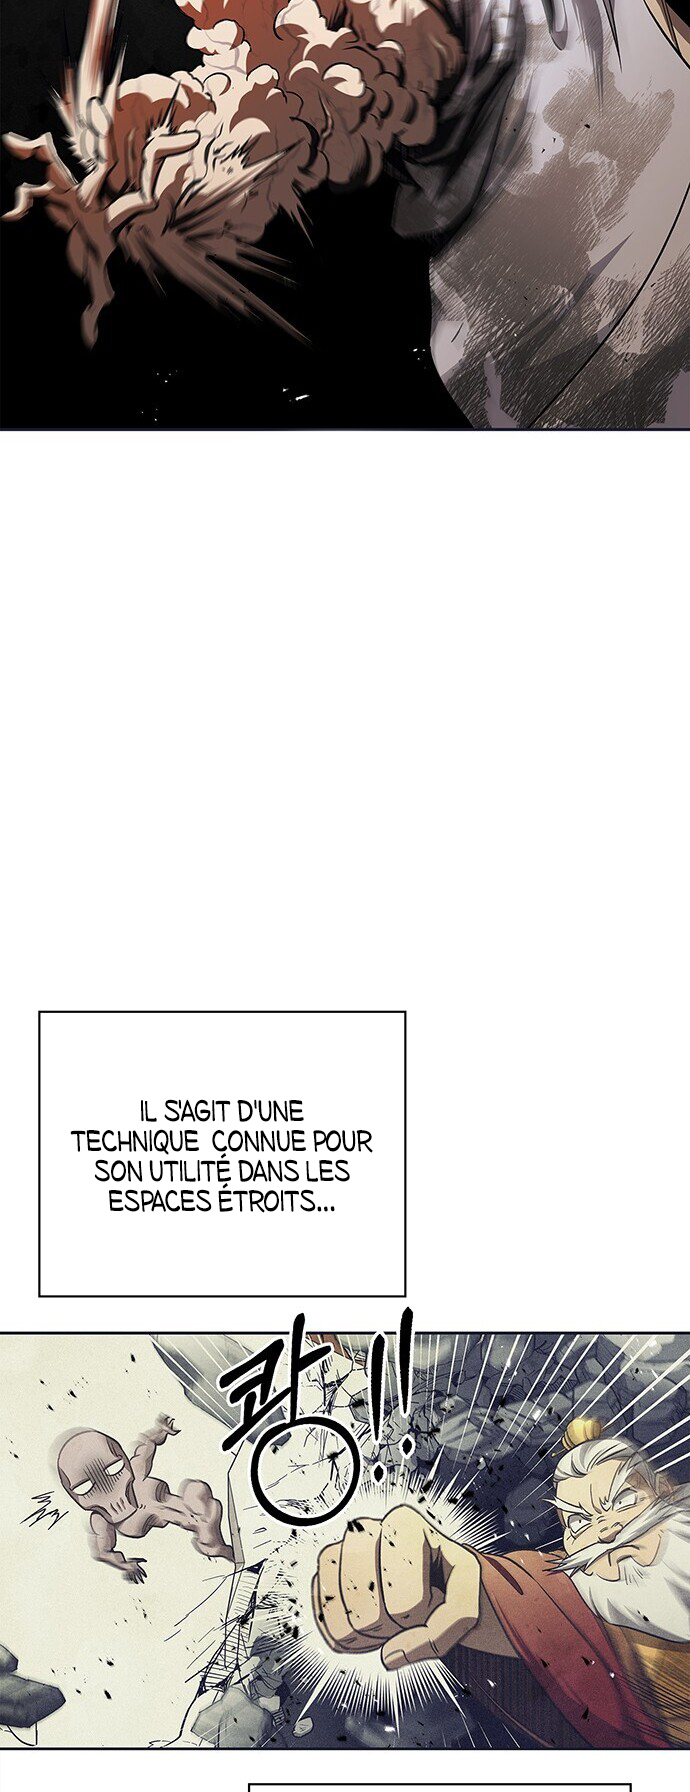 IL S'AGIT D'UNE
TECHNIQUE CONNUE POUR
SON UTILITÉ DANS LES
ESPACES ÉTROITS...
쾅!!